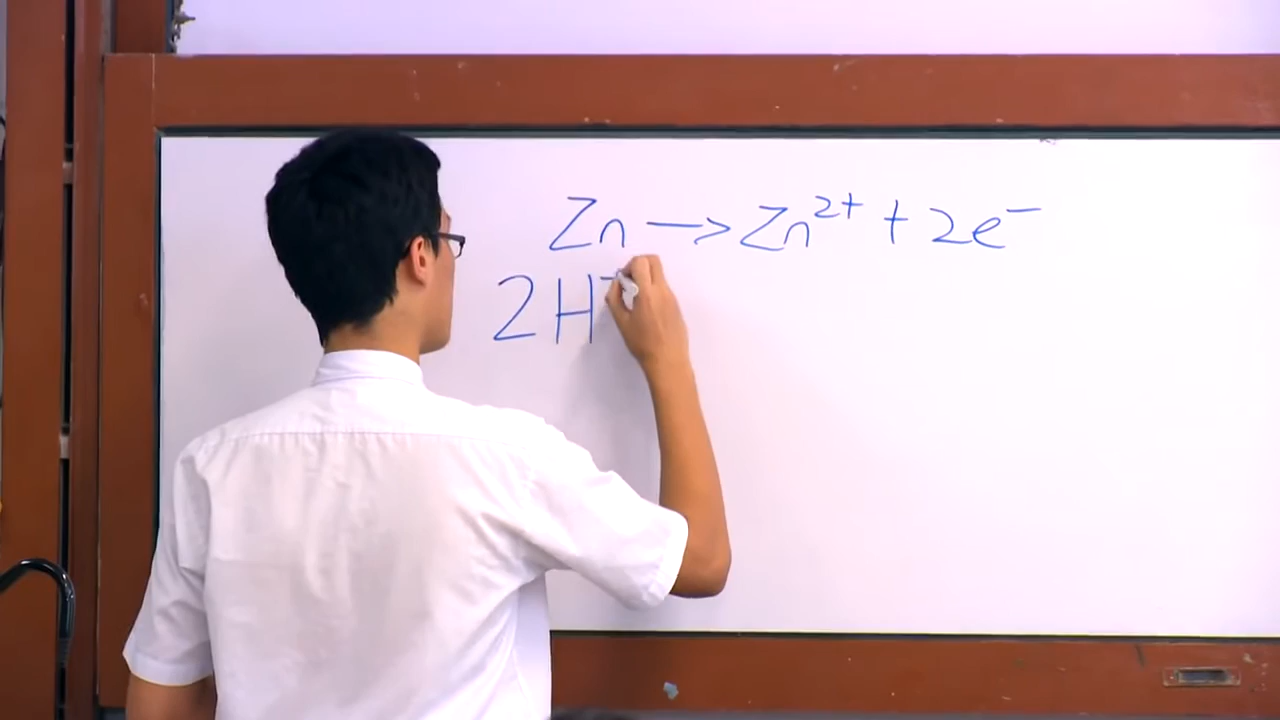 Zn → Zn²⁺ + 2e⁻
2H⁺